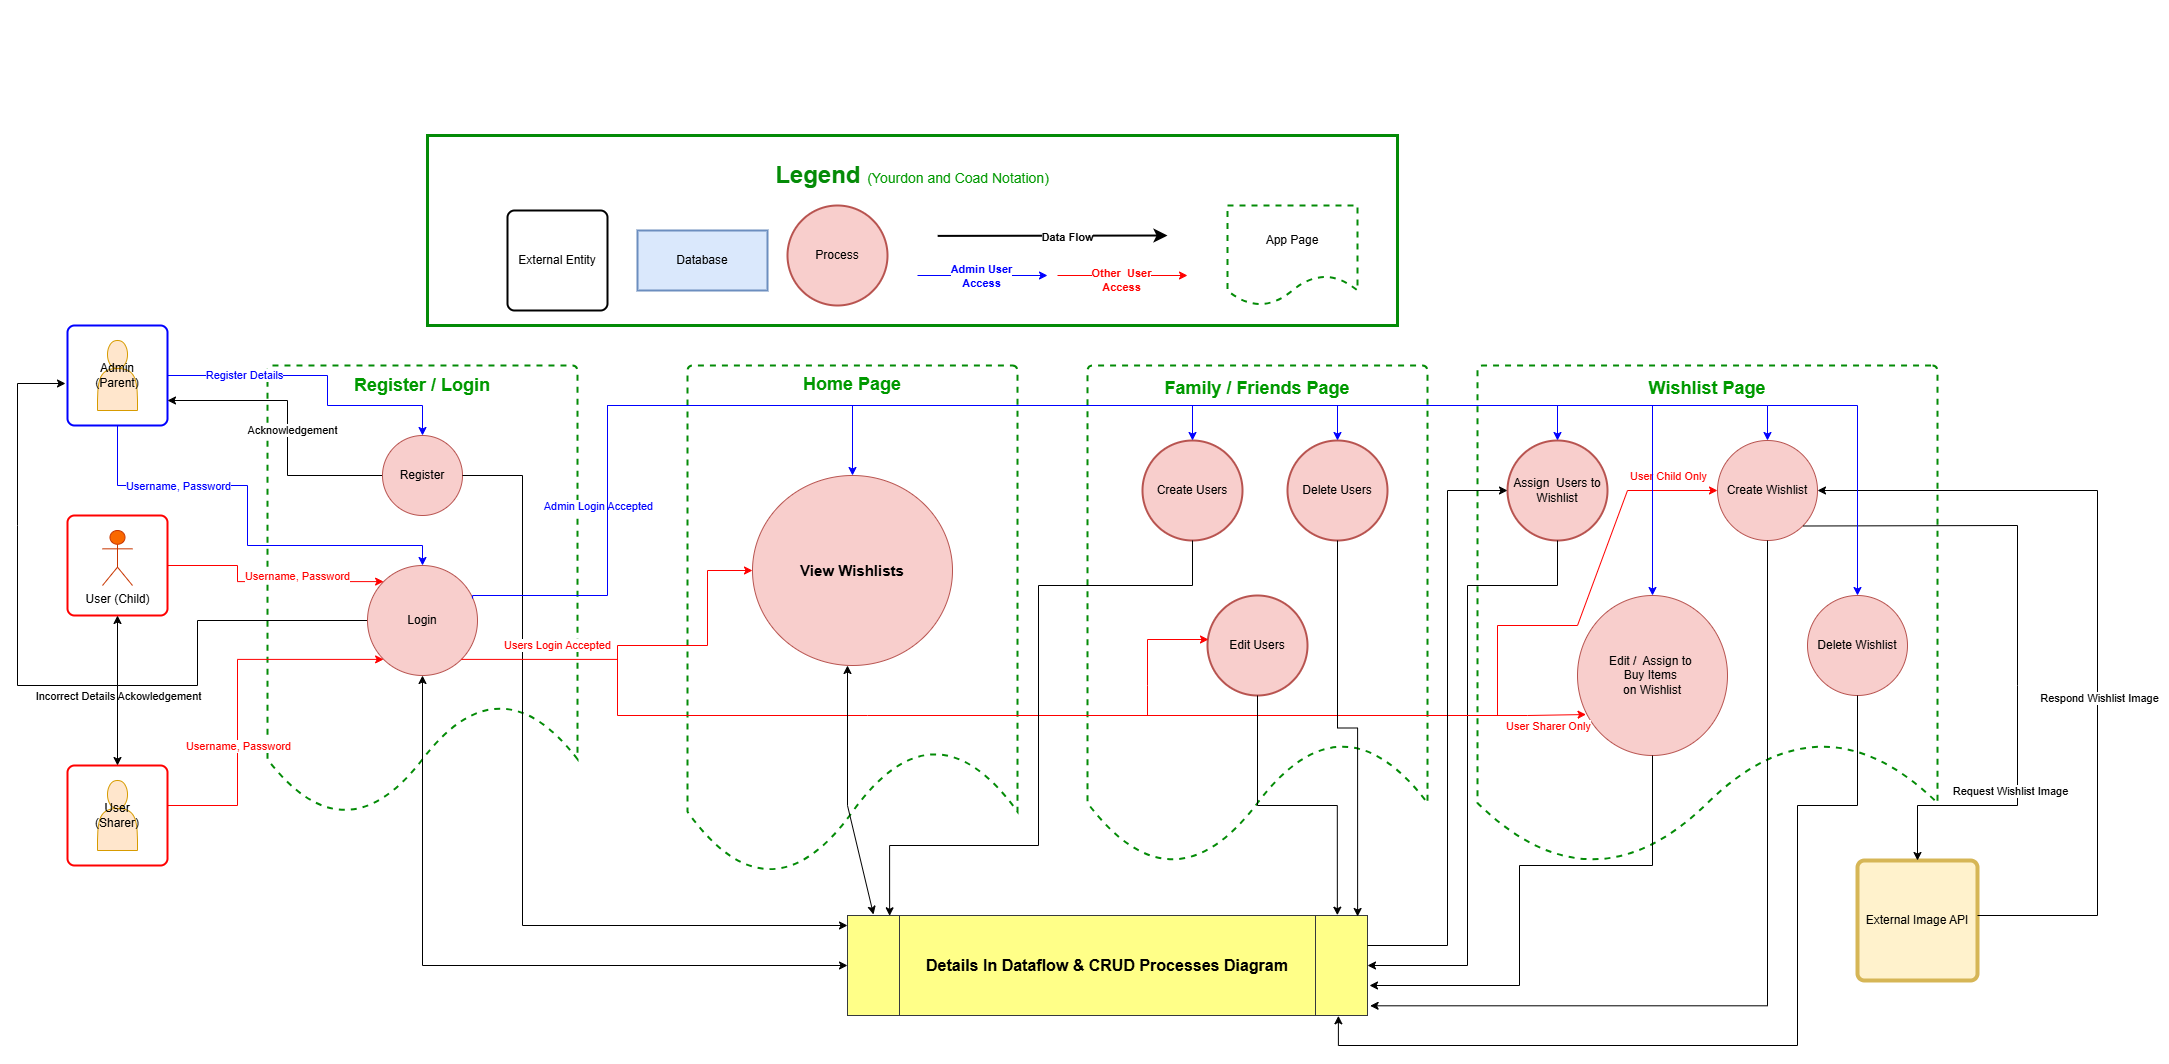 Legend (Yourdon and Coad Notation)
External Entity
Database
Process
Data Flow
Admin User
Access
Other  User
Access
App Page
Admin
(Parent)
Register Details
Acknowledgement
Username, Password
User (Child)
Username, Password
Incorrect Details Ackowledgement
Username, Password
User
(Sharer)
Register / Login
Register
Login
Admin Login Accepted
Users Login Accepted
Home Page
View Wishlists
Family / Friends Page
Create Users
Delete Users
Edit Users
Wishlist Page
Assign  Users to
Wishlist
User Child Only
Create Wishlist
Edit /  Assign to
Buy Items
on Wishlist
Delete Wishlist
User Sharer Only
Respond Wishlist Image
Request Wishlist Image
External Image API
Details In Dataflow & CRUD Processes Diagram